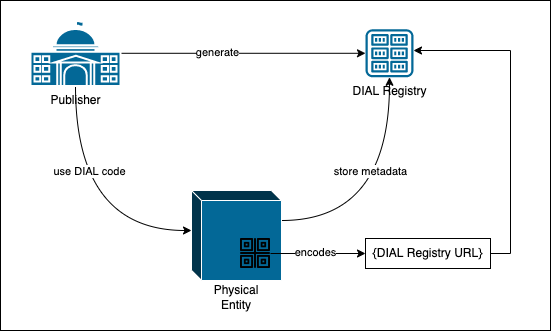 generate
Publisher
DIAL Registry
use DIAL code
store metadata
encodes
{DIAL Registry URL}
Physical
Entity